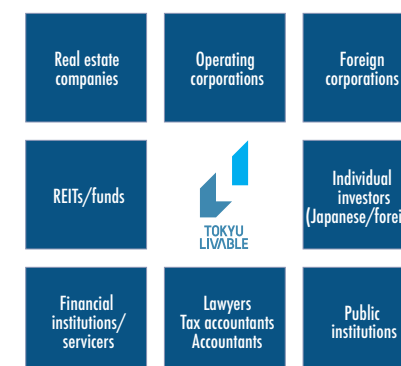 Real estate
companies
Operating
corporations
Foreign
corporations
REITs/funds
TOKYU
LIVABLE
Individual
investors
(Japanese/forei
Financial
institutions/
servicers
Lawyers
Tax accountants
Accountants
Public
institutions